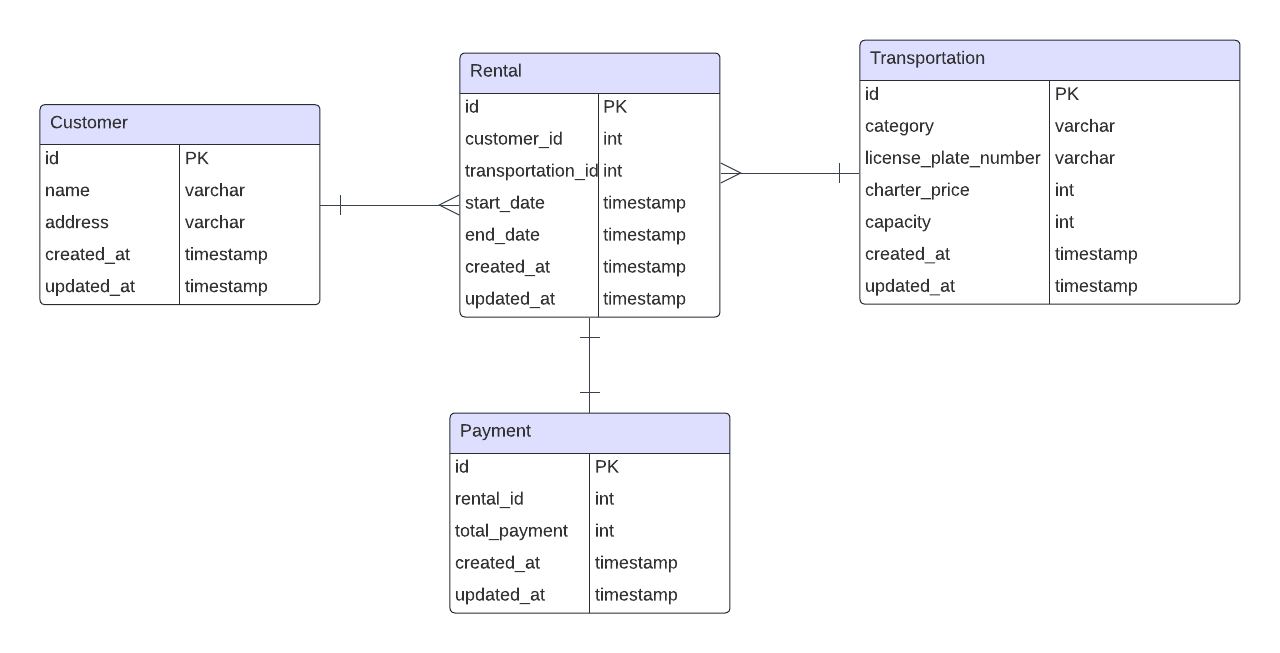 Customer
id PK
name varchar
address varchar
created_at timestamp
updated_at timestamp
Rental
id PK
customer_id int
transportation_id int
start_date timestamp
end_date timestamp
created_at timestamp
updated_at timestamp
Transportation
id PK
category varchar
license_plate_number varchar
charter_price int
capacity int
created_at timestamp
updated_at timestamp
Payment
id PK
rental_id int
total_payment int
created_at timestamp
updated_at timestamp